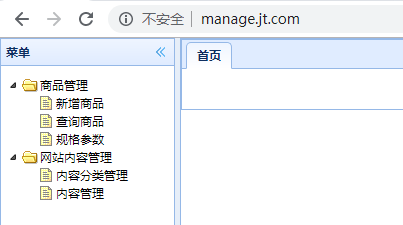 不安全 manage.jt.com
菜单
首页
商品管理
新增商品
查询商品
规格参数
网站内容管理
内容分类管理
内容管理